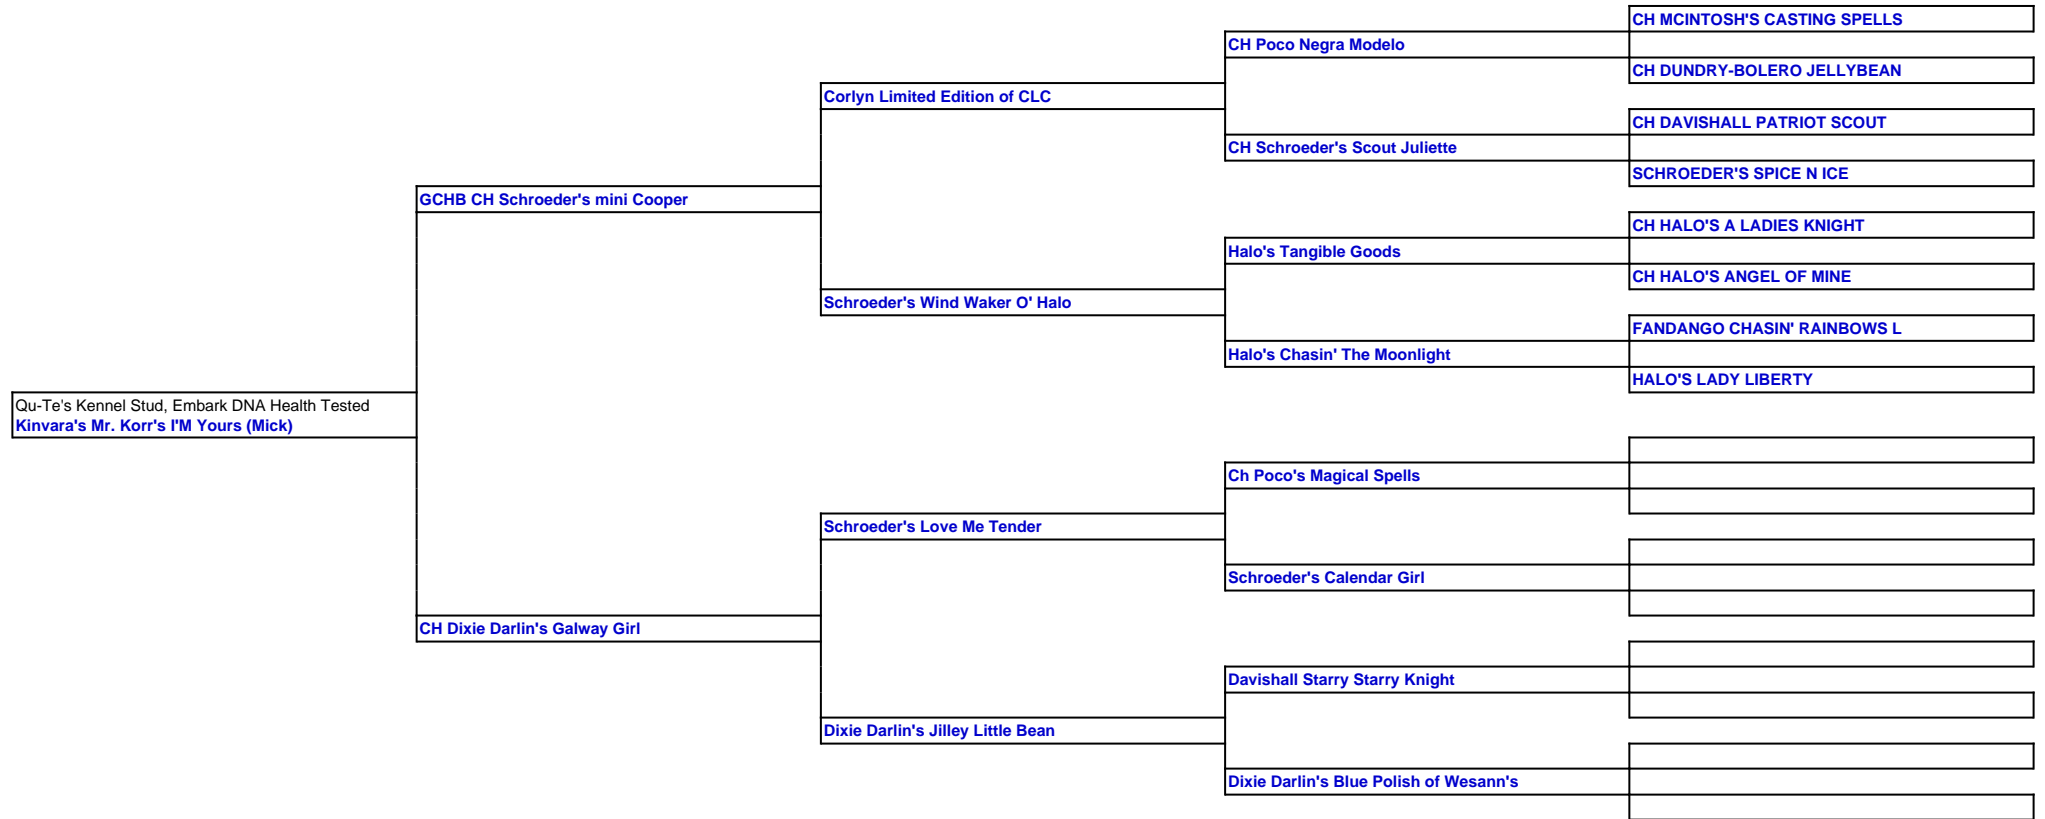 CH MCINTOSH'S CASTING SPELLS
CH Poco Negra Modelo
CH DUNDRY-BOLERO JELLYBEAN
Corlyn Limited Edition of CLC
CH DAVISHALL PATRIOT SCOUT
CH Schroeder's Scout Juliette
SCHROEDER'S SPICE N ICE
GCHB CH Schroeder's mini Cooper
CH HALO'S A LADIES KNIGHT
Halo's Tangible Goods
CH HALO'S ANGEL OF MINE
Schroeder's Wind Waker O' Halo
FANDANGO CHASIN' RAINBOWS L
Halo's Chasin' The Moonlight
HALO'S LADY LIBERTY
Qu-Te's Kennel Stud, Embark DNA Health Tested
Kinvara's Mr. Korr's I'M Yours (Mick)
Ch Poco's Magical Spells
Schroeder's Love Me Tender
Schroeder's Calendar Girl
CH Dixie Darlin's Galway Girl
Davishall Starry Starry Knight
Dixie Darlin's Jilley Little Bean
Dixie Darlin's Blue Polish of Wesann's